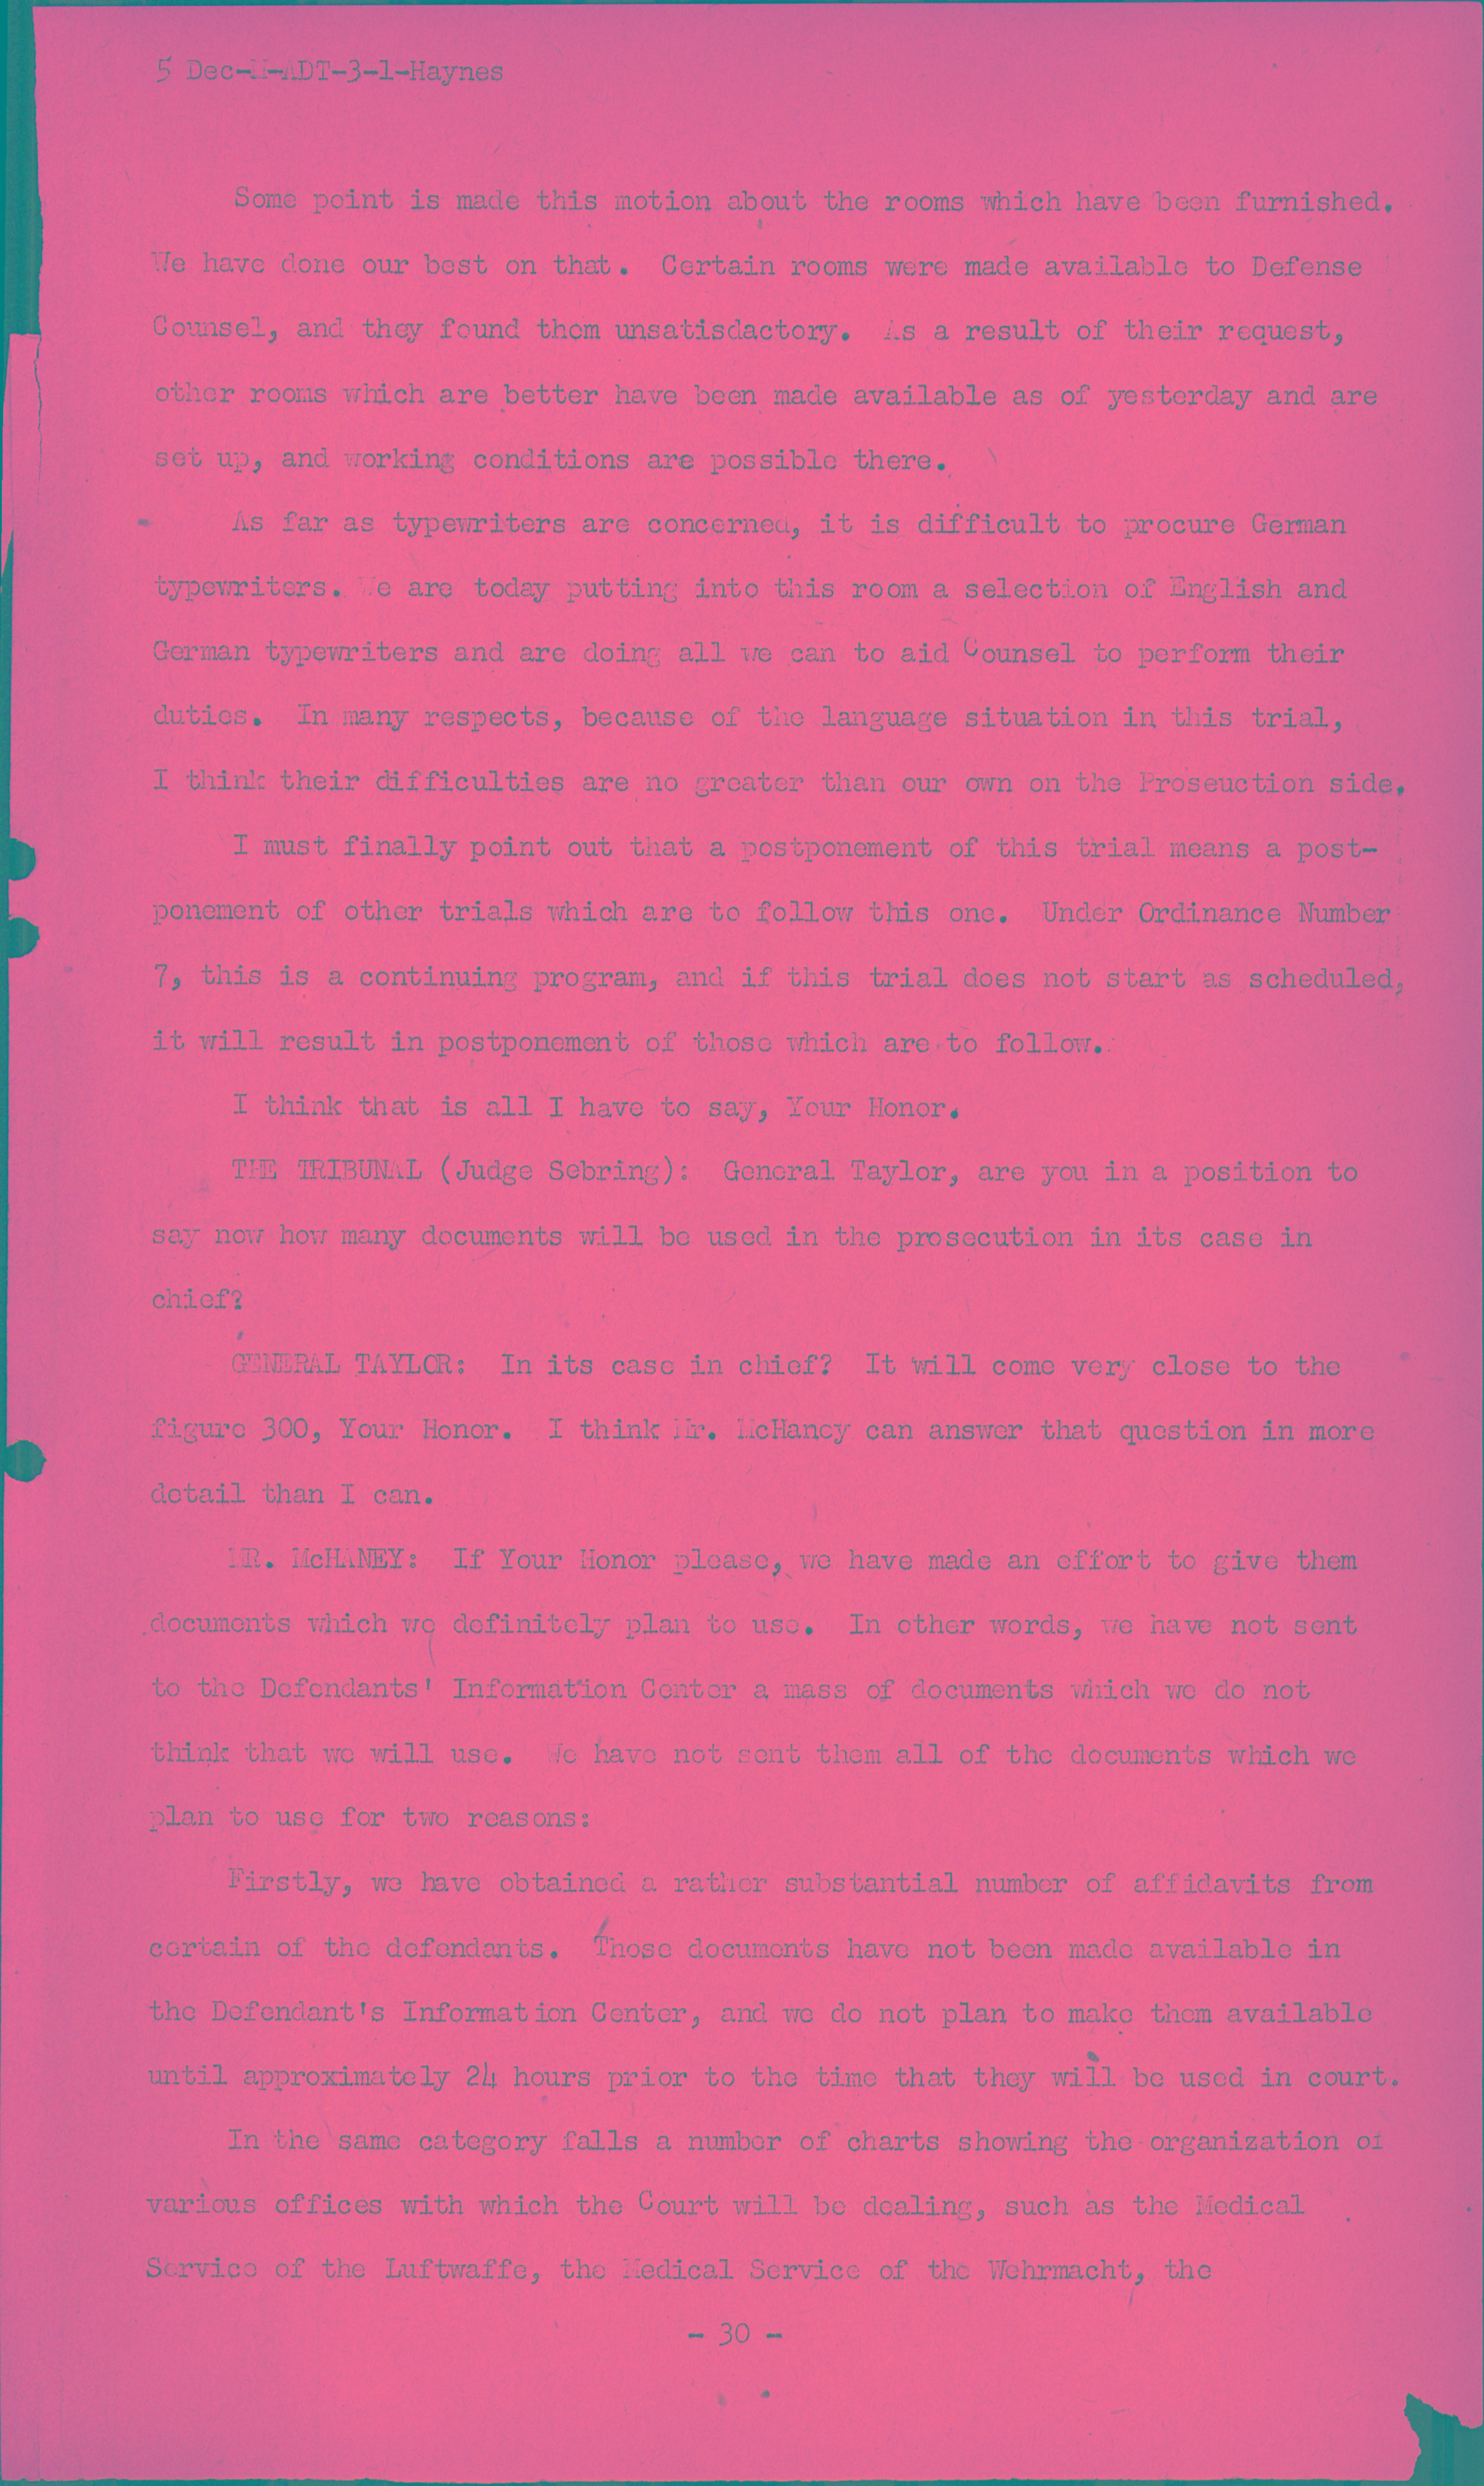 5 Dec-M-ADT-3-1-Haynes
Some point is made this motion about the rooms which have been furnished.
We have done our best on that. Certain rooms were made available to Defense
Counsel, and they found them unsatisdactory. As a result of their request,
other rooms which are better have been made available as of yesterday and are
set up, and working conditions are possible there.
As far as typewriters are concerned, it is difficult to procure German
typewriters. We are today putting into this room a selection of English and
German typewriters and are doing all we can to aid Counsel to perform their
duties. In many respects, because of the language situation in this trial,
I think their difficulties are no greater than our own on the Proseuction side.
I must finally point out that a postponement of this trial means a post-
ponement of other trials which are to follow this one. Under Ordinance Number
7, this is a continuing program, and if this trial does not start as scheduled,
it will result in postponement of those which are to follow.
I think that is all I have to say, Your Honor.
THE TRIBUNAL (Judge Sebring): General Taylor, are you in a position to
say now how many documents will be used in the prosecution in its case in
chief?
GENERAL TAYLOR: In its case in chief? It will come very close to the
figure 300, Your Honor. I think Mr. McHaney can answer that question in more
detail than I can.
MR. McHANEY: If Your Honor please, we have made an effort to give them
documents which we definitely plan to use. In other words, we have not sent
to the Defendants' Information Center a mass of documents which we do not
think that we will use. We have not sent them all of the documents which we
plan to use for two reasons:
Firstly, we have obtained a rather substantial number of affidavits from
certain of the defendants. Those documents have not been made available in
the Defendant's Information Center, and we do not plan to make them available
until approximately 24 hours prior to the time that they will be used in court.
In the same category falls a number of charts showing the organization of
various offices with which the Court will be dealing, such as the Medical
Service of the Luftwaffe, the Medical Service of the Wehrmacht, the
- 30 -